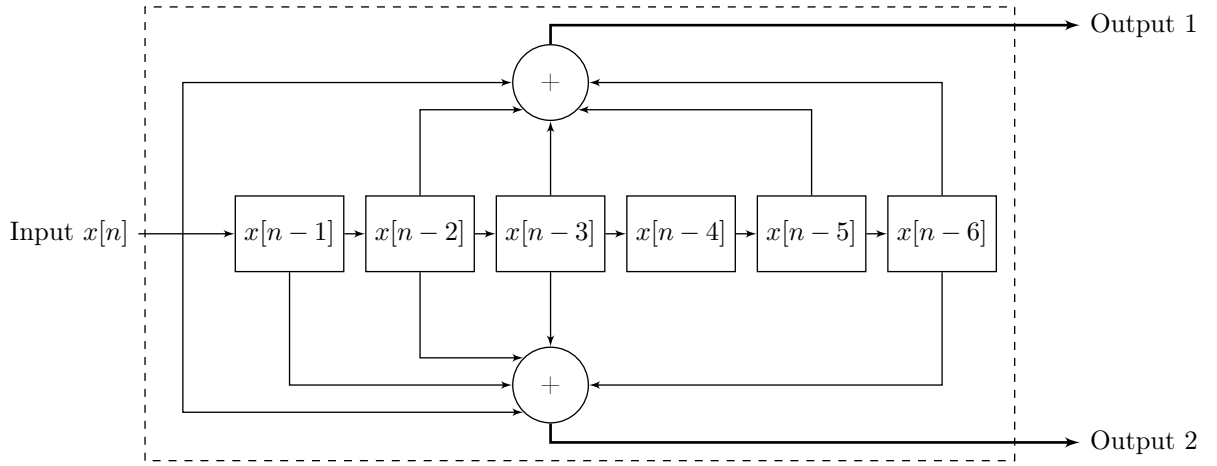 Output 1
+
Input x[n]
x[n − 1]
x[n − 2]
x[n − 3]
x[n − 4]
x[n − 5]
x[n − 6]
+
Output 2